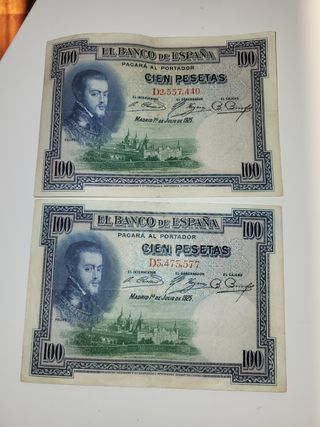 100 EL BANCO DE ESPAÑA 100
PAGARÁ AL PORTADOR
CIEN PESETAS
D2,557,440
EL INTERVENTOR EL GOBERNADOR EL CAJERO
MADRID 1º DE JULIO DE 1925.
100 100
100 EL BANCO DE ESPAÑA 100
PAGARÁ AL PORTADOR
CIEN PESETAS
D5,475,577
EL INTERVENTOR EL GOBERNADOR EL CAJERO
MADRID 1º DE JULIO DE 1925.
100 100